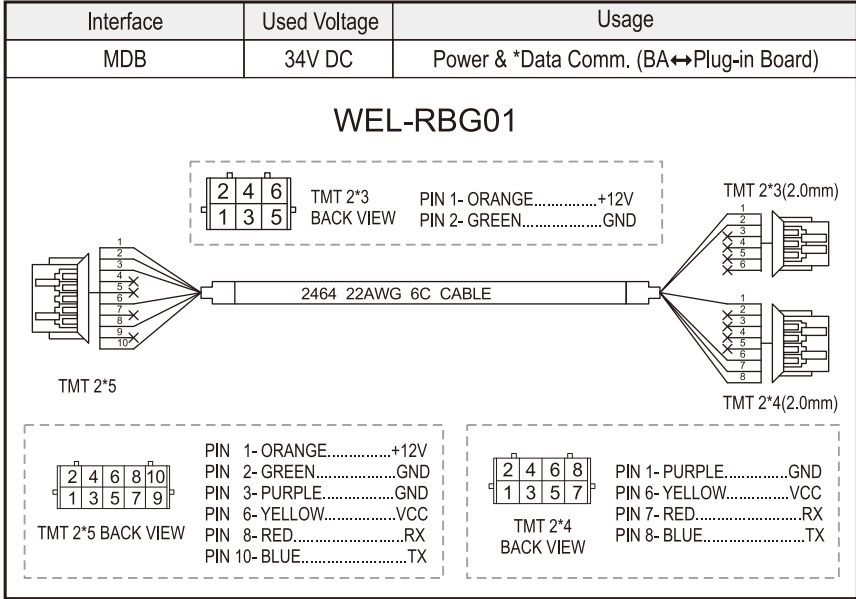 Interface Used Voltage Usage
MDB 34V DC Power & *Data Comm. (BA↔Plug-in Board)
WEL-RBG01
2 4 6
1 3 5
TMT 2*3
BACK VIEW
PIN 1- ORANGE..............+12V
PIN 2- GREEN.................GND
TMT 2*3(2.0mm)
1
2
3
4
5
6
1
2
3
4
5
6
7
8
9
10
TMT 2*5
2464 22AWG 6C CABLE
1
2
3
4
5
6
7
8
TMT 2*4(2.0mm)
2 4 6 8 10
1 3 5 7 9
TMT 2*5 BACK VIEW
PIN 1- ORANGE..............+12V
PIN 2- GREEN.................GND
PIN 3- PURPLE...............GND
PIN 6- YELLOW...............VCC
PIN 8- RED.......................RX
PIN 10- BLUE......................TX
2 4 6 8
1 3 5 7
TMT 2*4
BACK VIEW
PIN 1- PURPLE..............GND
PIN 6- YELLOW..............VCC
PIN 7- RED......................RX
PIN 8- BLUE.....................TX